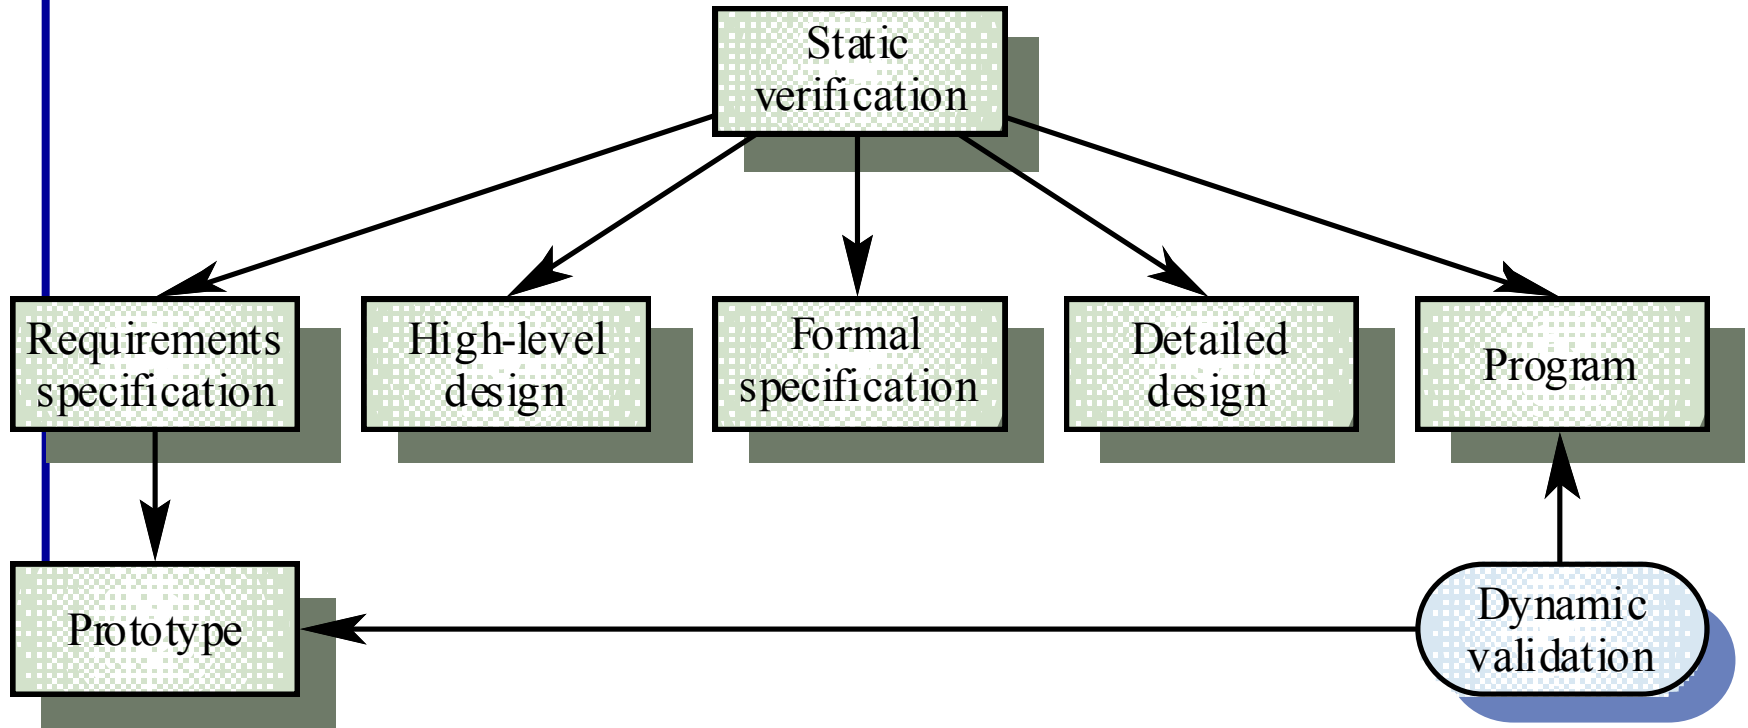 Static
verification
Requirements
specification
High-level
design
Formal
specification
Detailed
design
Program
Prototype
Dynamic
validation